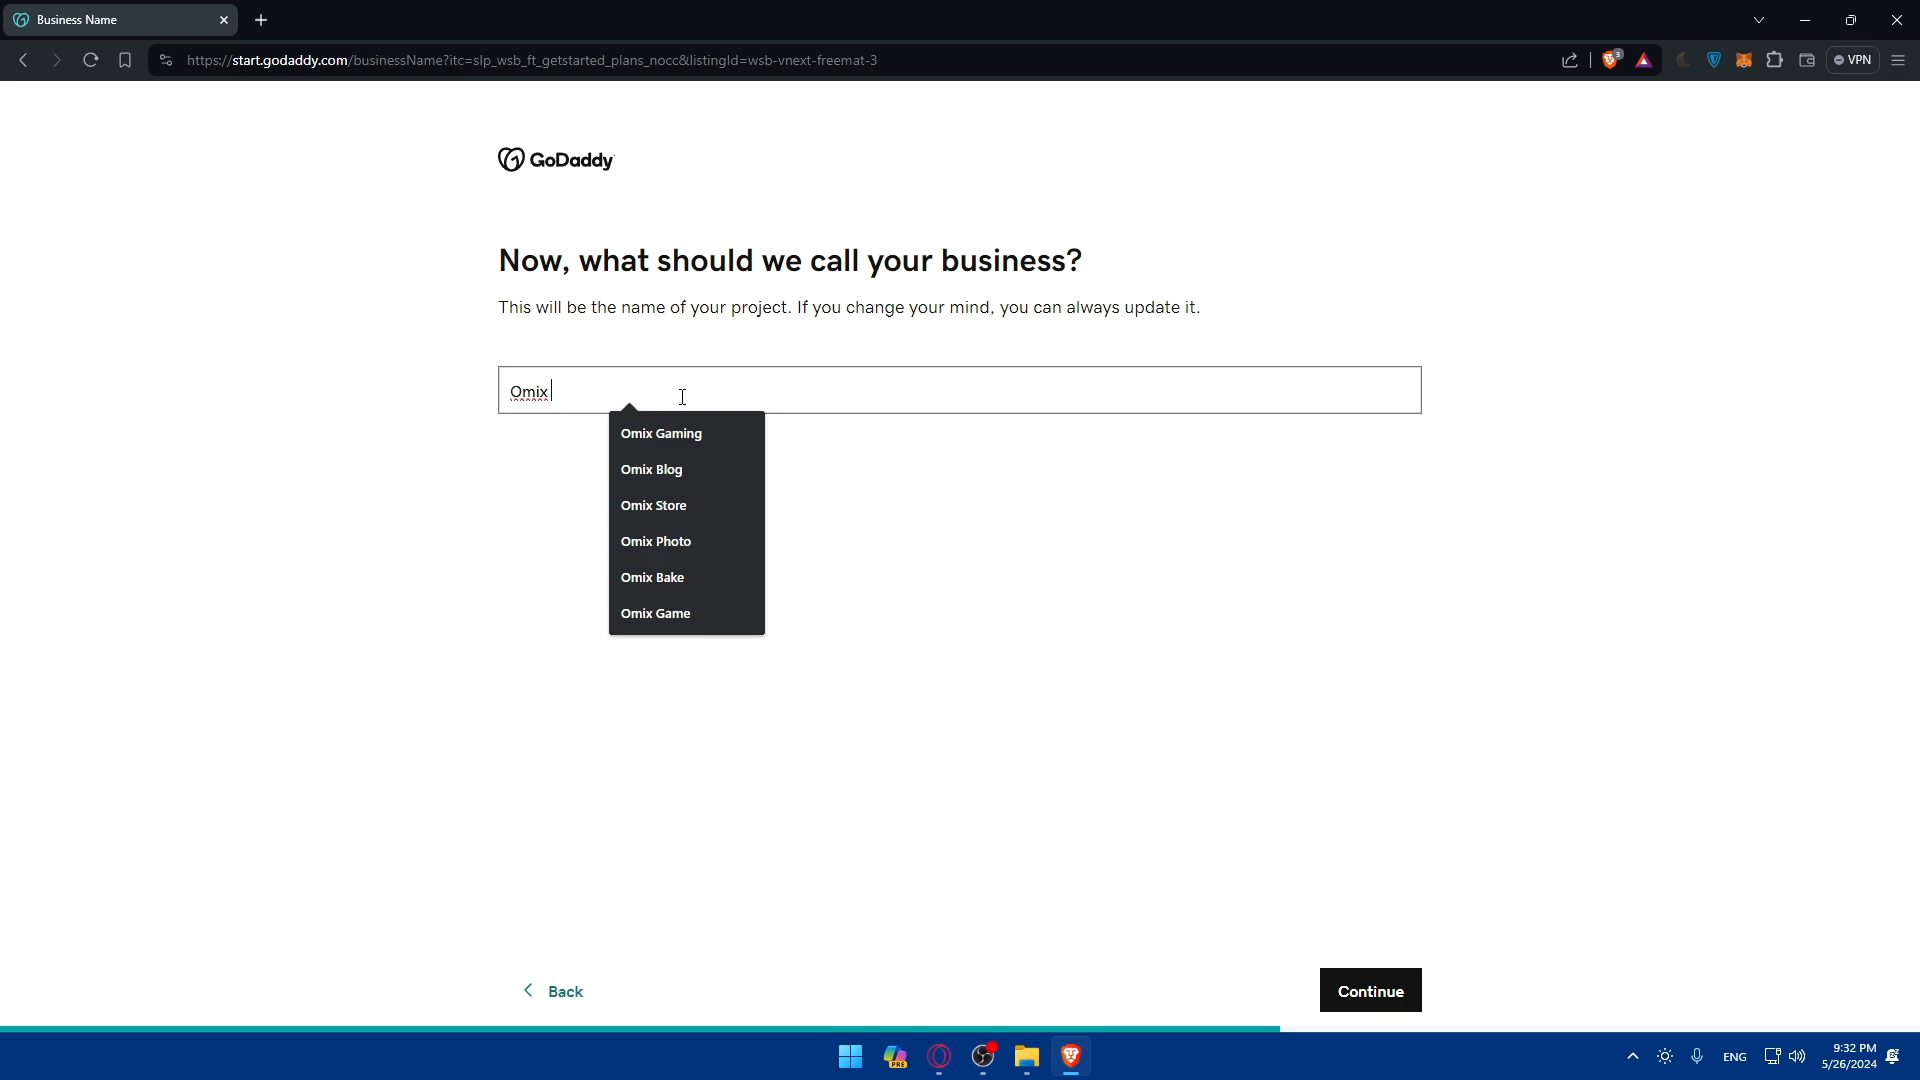 Business Name
https://start.godaddy.com/businessName?itc=slp_wsb_ft_getstarted_plans_nocc&listingId=wsb-vnext-freemat-3
3
VPN
GoDaddy
Now, what should we call your business?
This will be the name of your project. If you change your mind, you can always update it.
Omix
Omix Gaming
Omix Blog
Omix Store
Omix Photo
Omix Bake
Omix Game
Back
Continue
PRE
ENG
9:32 PM
5/26/2024